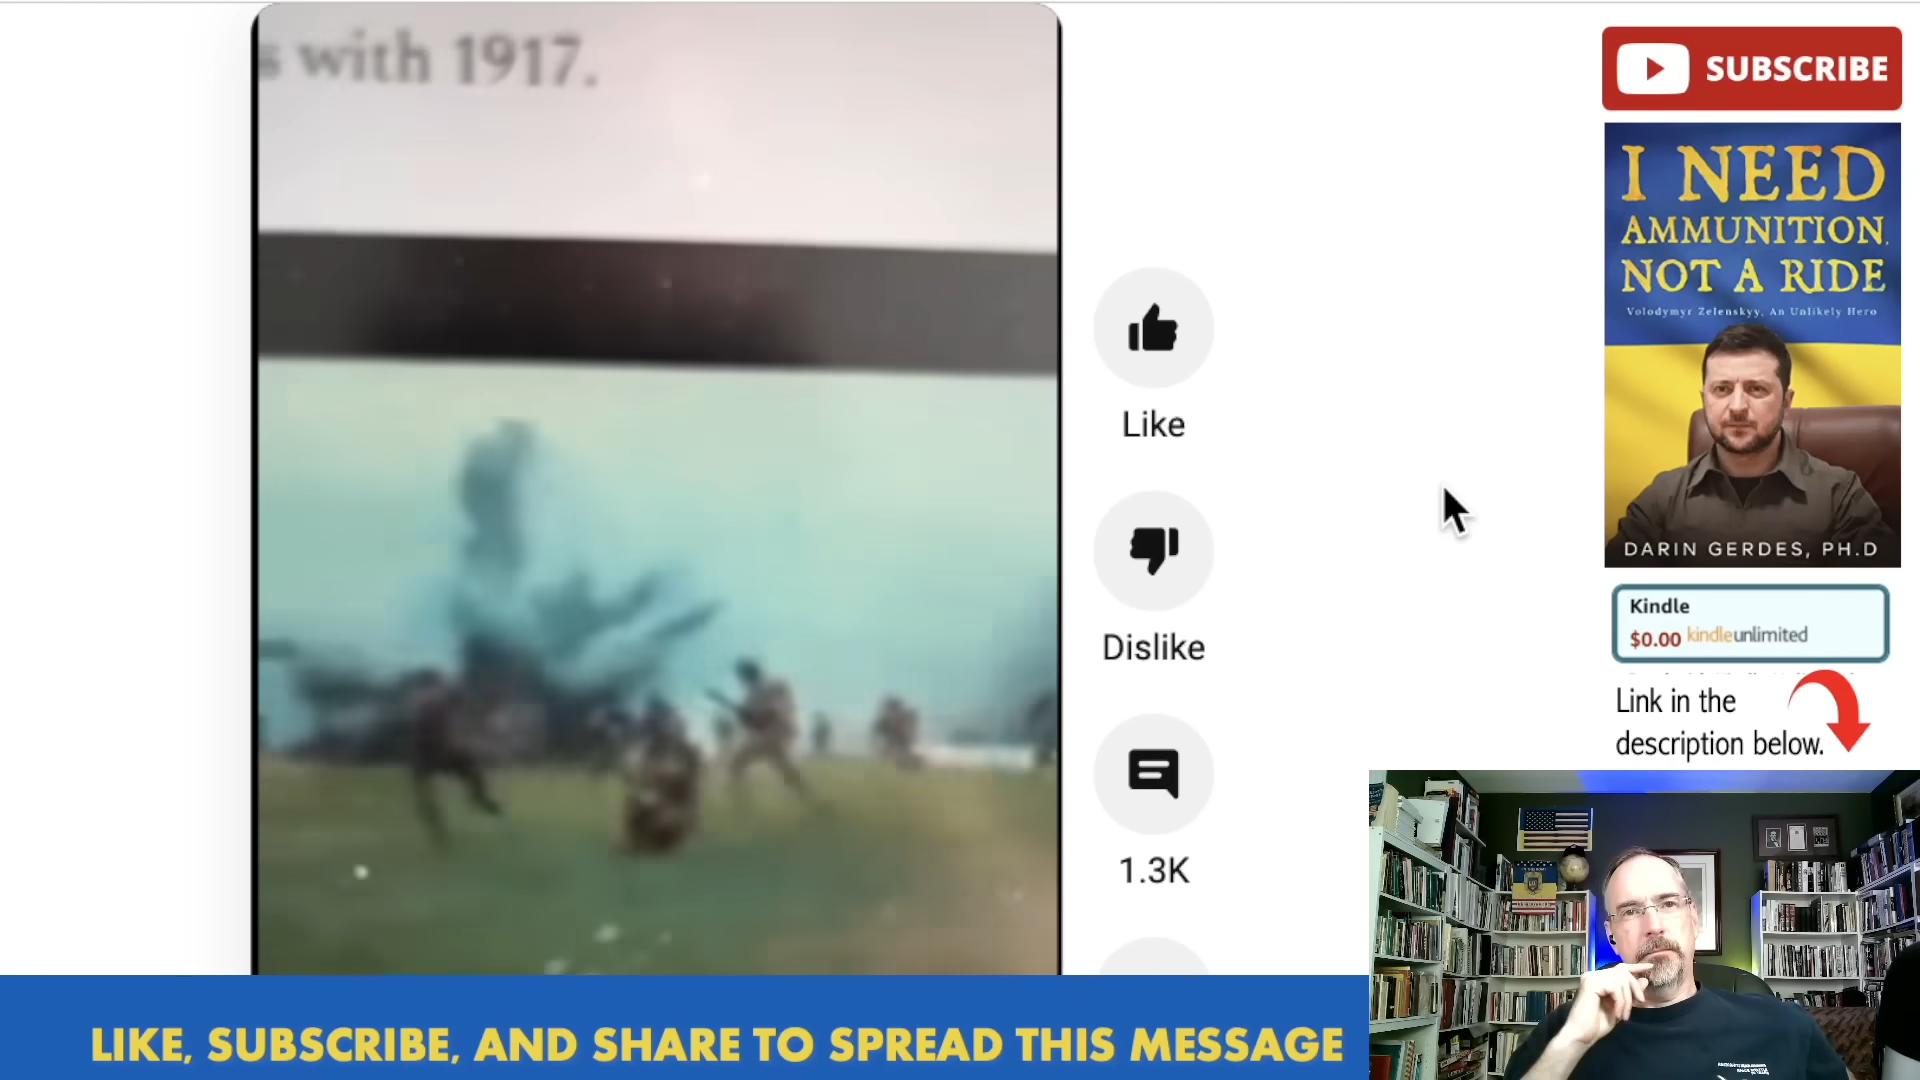 with 1917.
SUBSCRIBE
I NEED
AMMUNITION,
NOT A RIDE
Volodymyr Zelenskyy, An Unlikely Hero
DARIN GERDES, PH.D
Kindle
$0.00 kindleunlimited
Link in the
description below.
Like
Dislike
1.3K
LIKE, SUBSCRIBE, AND SHARE TO SPREAD THIS MESSAGE